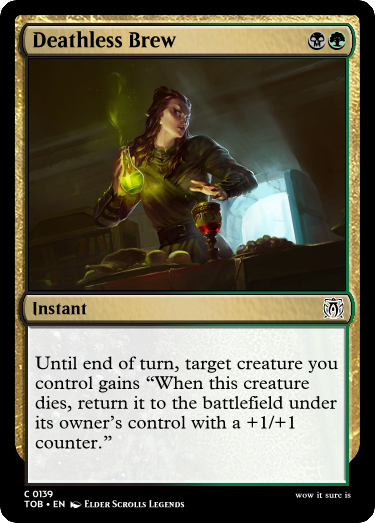 Deathless Brew
Instant
Until end of turn, target creature you
control gains “When this creature
dies, return it to the battlefield under
its owner’s control with a +1/+1
counter.”
C 0139
TOB • EN Elder Scrolls Legends
wow it sure is